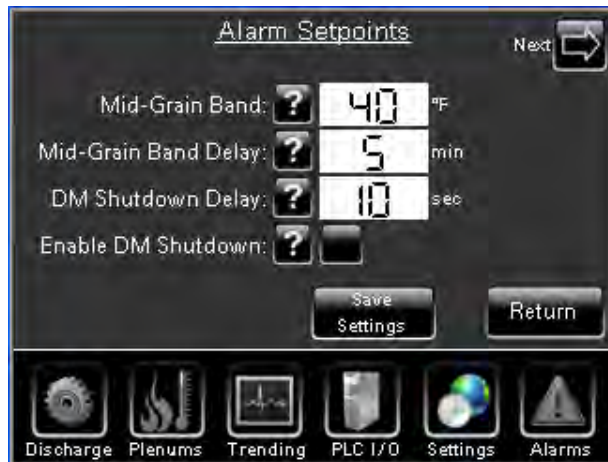 Alarm Setpoints
Next
Mid-Grain Band: ? 40 °F
Mid-Grain Band Delay: ? 5 min
DM Shutdown Delay: ? 10 sec
Enable DM Shutdown: ?
Save
Settings
Return
Discharge Plenums Trending PLC I/O Settings Alarms